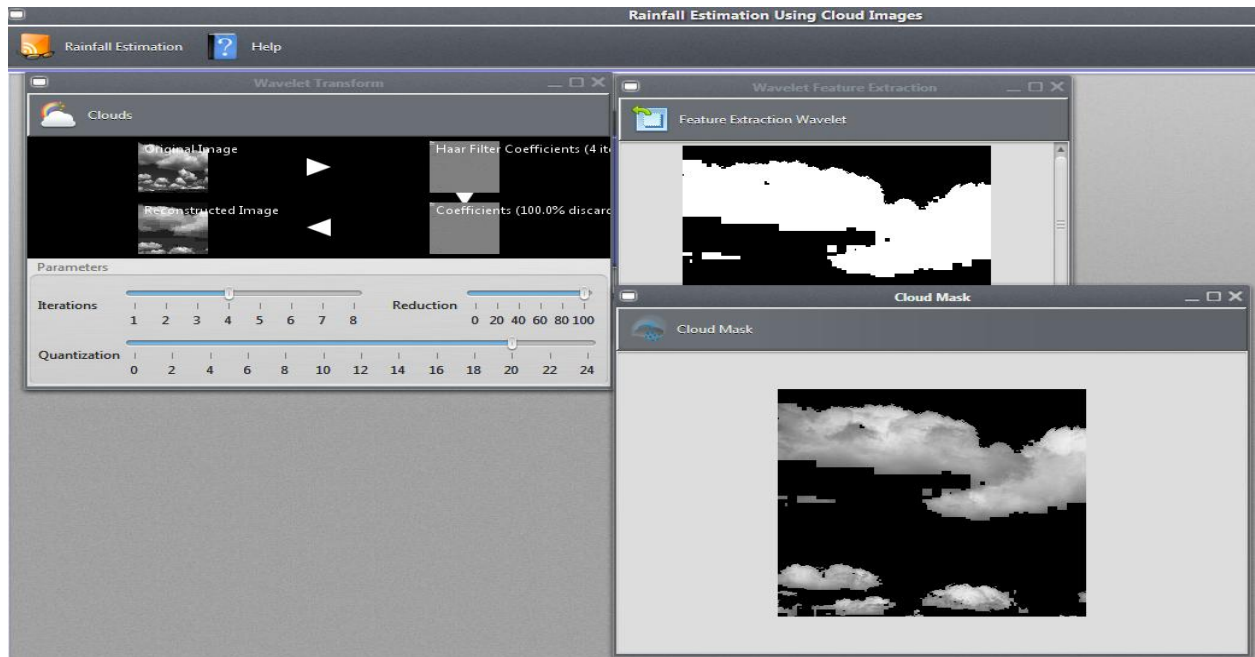 Rainfall Estimation Using Cloud Images
Rainfall Estimation Help
Wavelet Transform
Clouds
Original Image
Haar Filter Coefficients (4 ite
Reconstructed Image
Coefficients (100.0% discard
Parameters
Iterations
1 2 3 4 5 6 7 8
Reduction
0 20 40 60 80 100
Quantization
0 2 4 6 8 10 12 14 16 18 20 22 24
Wavelet Feature Extraction
Feature Extraction Wavelet
Cloud Mask
Cloud Mask